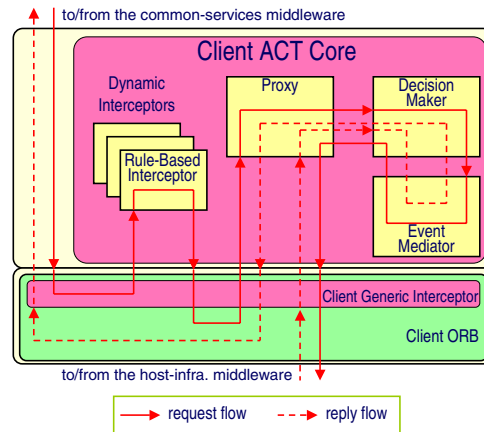 to/from the common-services middleware
Client ACT Core
Dynamic
Interceptors
Proxy
Decision
Maker
Rule-Based
Interceptor
Event
Mediator
Client Generic Interceptor
Client ORB
to/from the host-infra. middleware
request flow
reply flow